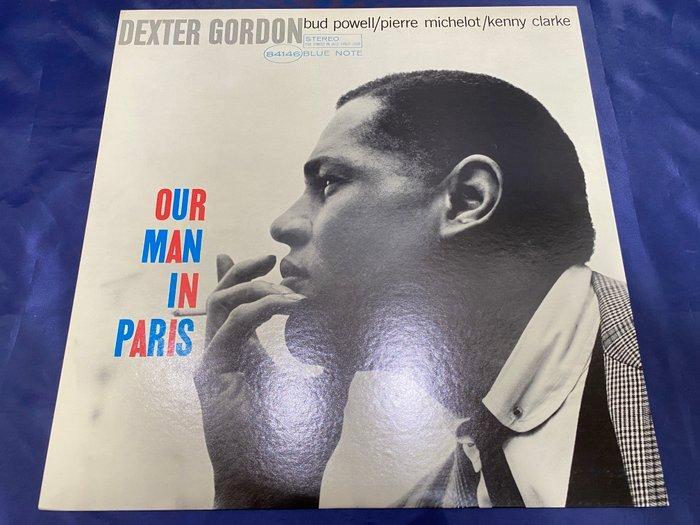 DEXTER GORDON bud powell/pierre michelot/kenny clarke
STEREO
84146 BLUE NOTE
OUR
MAN
IN
PARIS